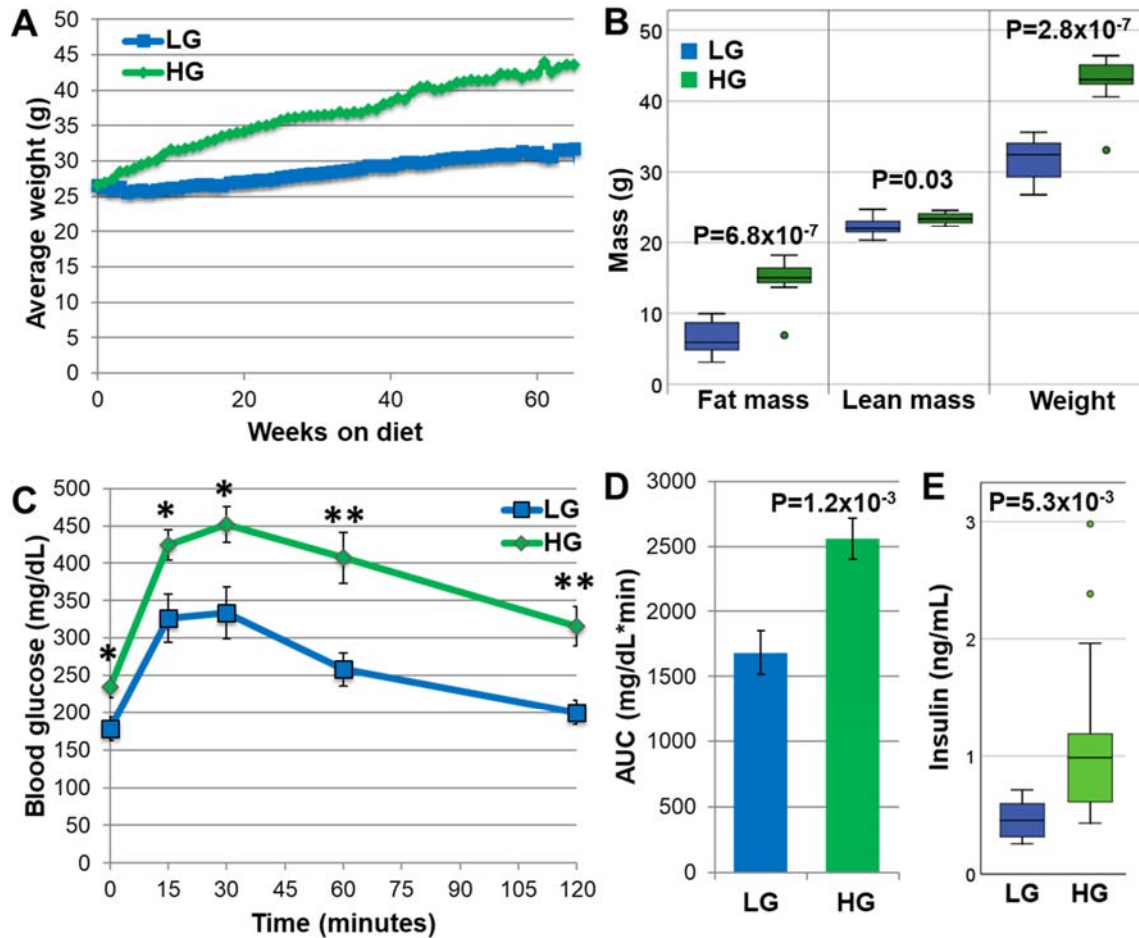 A
LG
HG
50
45
40
35
30
25
20
15
10
5
0
0 20 40 60
Average weight (g)
Weeks on diet
B
LG
HG
P=2.8x10-7
P=0.03
P=6.8x10-7
50
40
30
20
10
0
Mass (g)
Fat mass Lean mass Weight
C
LG
HG
* * * ** **
500
450
400
350
300
250
200
150
100
50
0
0 15 30 45 60 75 90 105 120
Blood glucose (mg/dL)
Time (minutes)
D
P=1.2x10-3
3000
2500
2000
1500
1000
500
0
AUC (mg/dL*min)
LG HG
E
P=5.3x10-3
3
2
1
0
Insulin (ng/mL)
LG HG